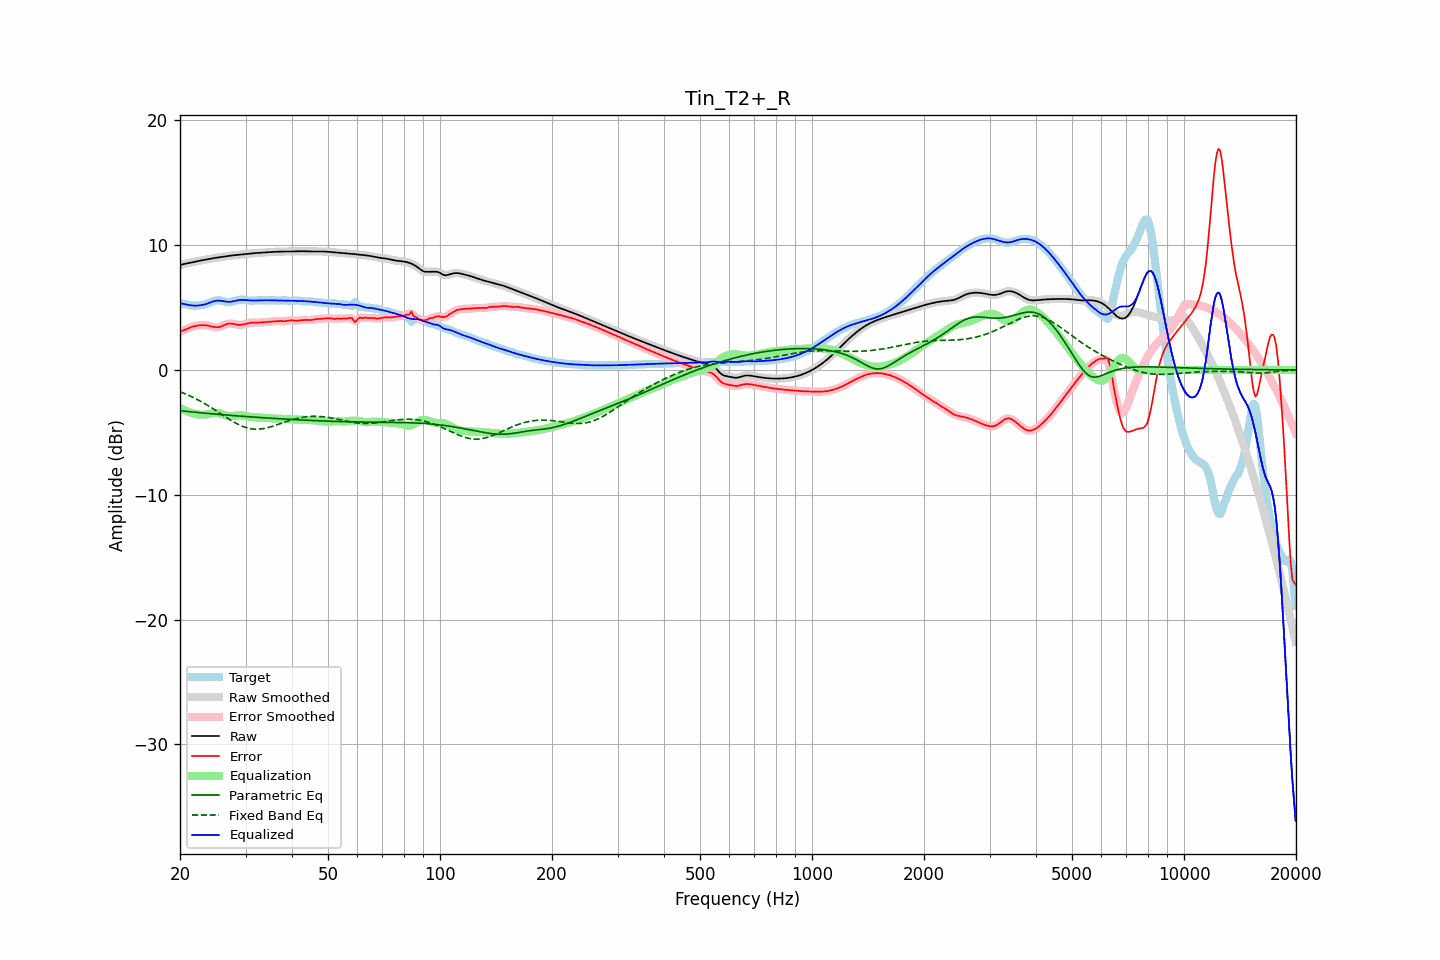 Tin_T2+_R
20
10
0
−10
−20
−30
Amplitude (dBr)
Target
Raw Smoothed
Error Smoothed
Raw
Error
Equalization
Parametric Eq
Fixed Band Eq
Equalized
20 50 100 200 500 1000 2000 5000 10000 20000
Frequency (Hz)